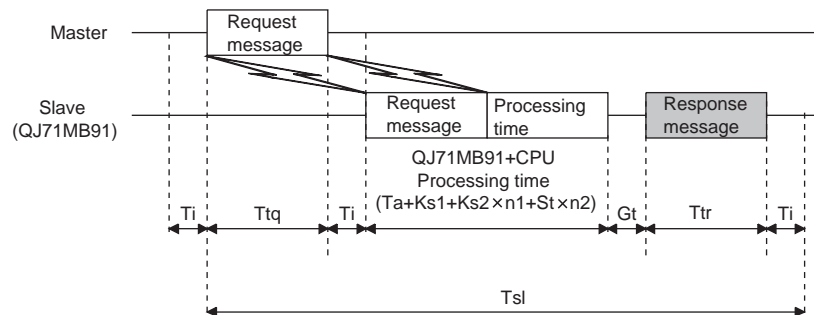 Master
Request
message
Slave
(QJ71MB91)
Request
message
Processing
time
Response
message
QJ71MB91+CPU
Processing time
(Ta+Ks1+Ks2×n1+St×n2)
Ti
Ttq
Ti
Gt
Ttr
Ti
Tsl